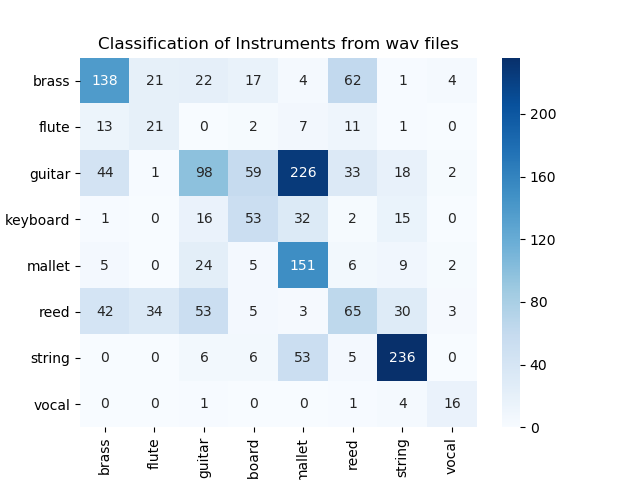 Classification of Instruments from wav files
brass 138 21 22 17 4 62 1 4
flute 13 21 0 2 7 11 1 0
guitar 44 1 98 59 226 33 18 2
keyboard 1 0 16 53 32 2 15 0
mallet 5 0 24 5 151 6 9 2
reed 42 34 53 5 3 65 30 3
string 0 0 6 6 53 5 236 0
vocal 0 0 1 0 0 1 4 16
brass flute guitar board mallet reed string vocal
200
160
120
80
40
0